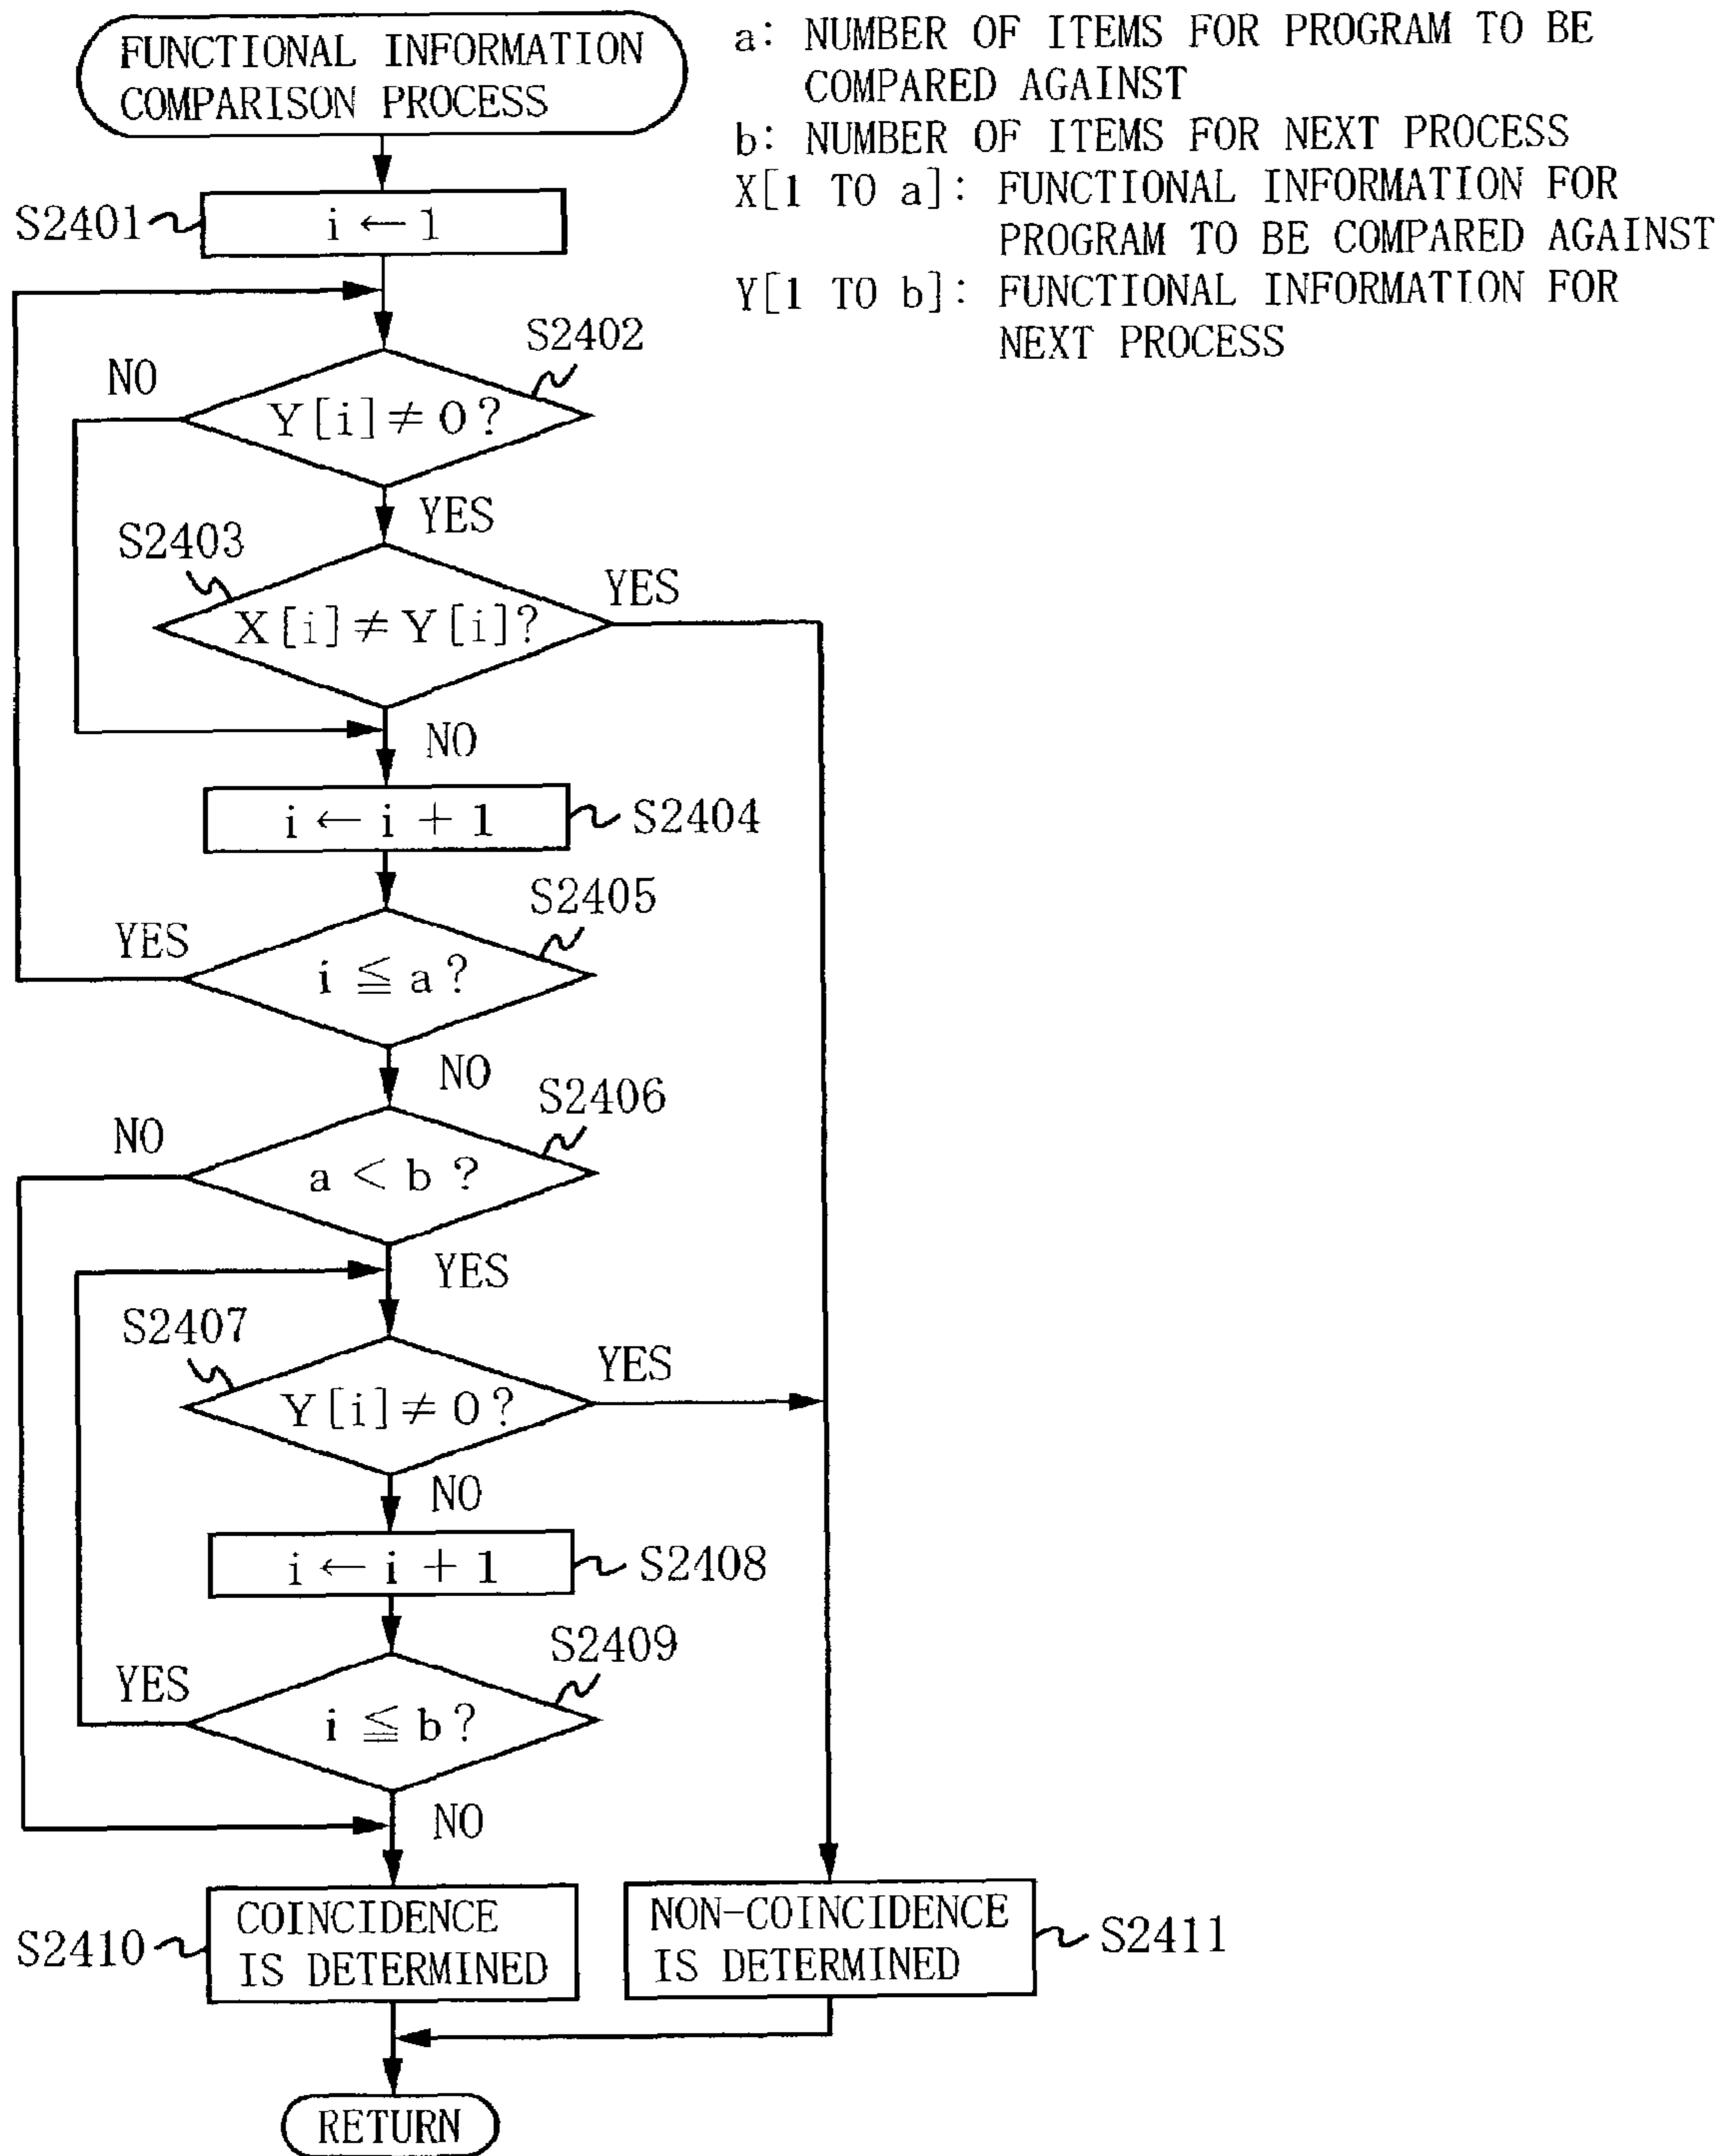 FUNCTIONAL INFORMATION
COMPARISON PROCESS
a: NUMBER OF ITEMS FOR PROGRAM TO BE
COMPARED AGAINST
b: NUMBER OF ITEMS FOR NEXT PROCESS
X[1 TO a]: FUNCTIONAL INFORMATION FOR
PROGRAM TO BE COMPARED AGAINST
Y[1 TO b]: FUNCTIONAL INFORMATION FOR
NEXT PROCESS
S2401
i ← 1
S2402
NO
Y[i] ≠ 0?
YES
S2403
YES
X[i] ≠ Y[i]?
NO
i ← i + 1
S2404
S2405
YES
i ≦ a?
NO
S2406
NO
a < b?
YES
S2407
YES
Y[i] ≠ 0?
NO
i ← i + 1
S2408
S2409
YES
i ≦ b?
NO
S2410
COINCIDENCE
IS DETERMINED
NON-COINCIDENCE
IS DETERMINED
S2411
RETURN